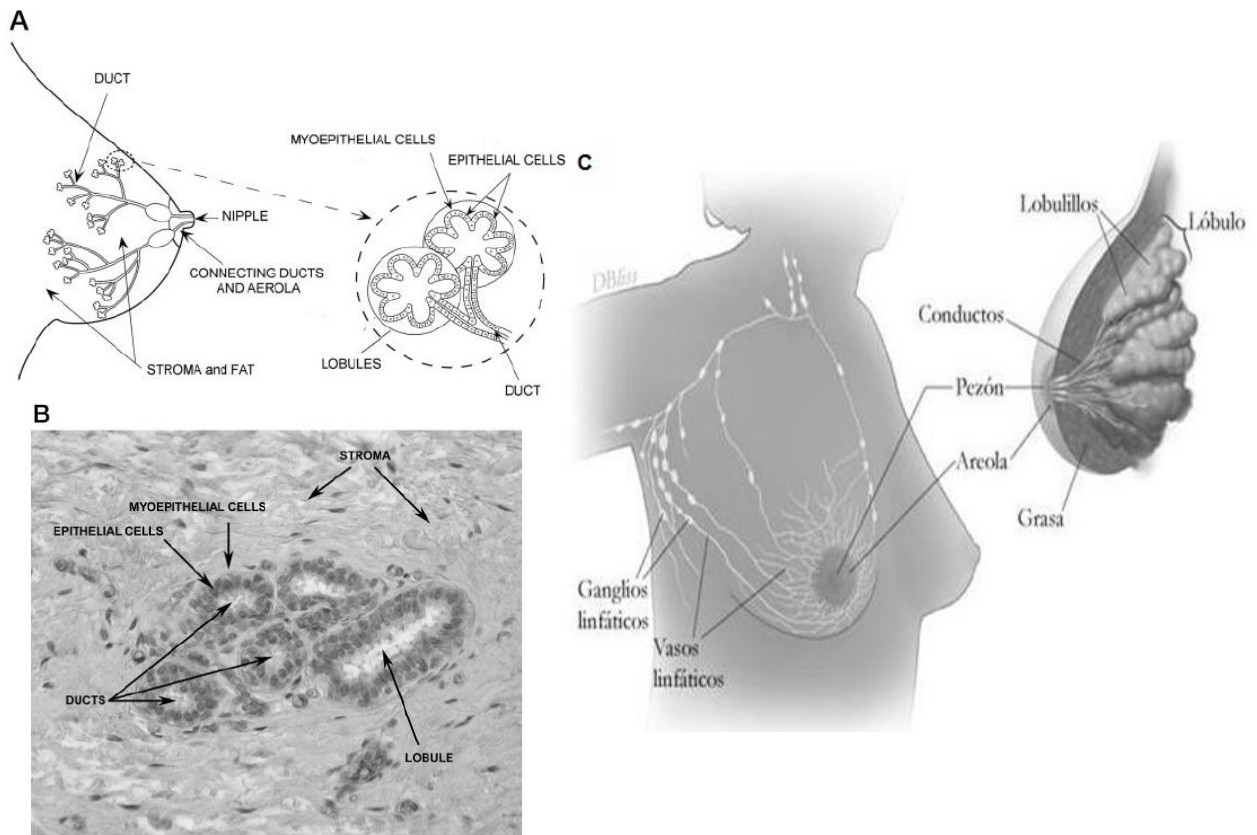 A
DUCT
MYOEPITHELIAL CELLS
EPITHELIAL CELLS
NIPPLE
CONNECTING DUCTS
AND AEROLA
LOBULES
STROMA and FAT
DUCT
B
STROMA
MYOEPITHELIAL CELLS
EPITHELIAL CELLS
DUCTS
LOBULE
C
DBliss
Lobulillos
Lóbulo
Conductos
Pezón
Areola
Grasa
Ganglios
linfáticos
Vasos
linfáticos